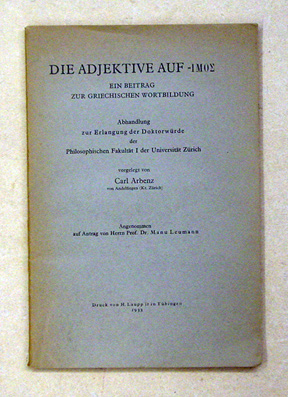 DIE ADJEKTIVE AUF -ΙΜΟΣ
EIN BEITRAG
ZUR GRIECHISCHEN WORTBILDUNG
Abhandlung
zur Erlangung der Doktorwürde
der
Philosophischen Fakultät I der Universität Zürich
vorgelegt von
Carl Arbenz
von Andelfingen (Kt. Zürich)
Angenommen
auf Antrag von Herrn Prof. Dr. Manu Leumann
Druck von H. Laupp jr in Tübingen
1933